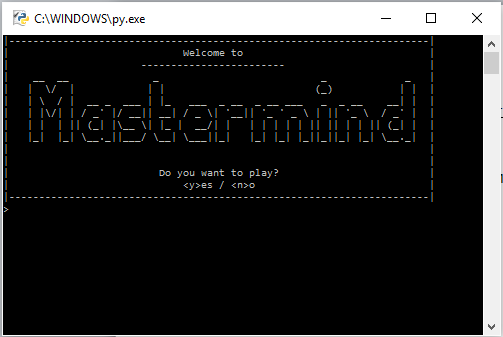 C:\WINDOWS\py.exe
Welcome to
Mastermind
Do you want to play?
<y>es / <n>o
>